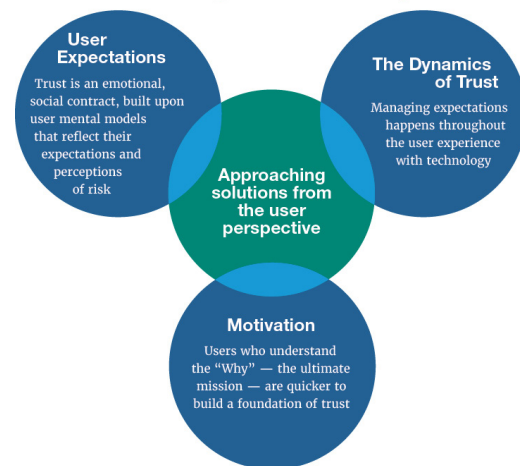 User
Expectations
Trust is an emotional,
social contract, built upon
user mental models
that reflect their
expectations and
perceptions
of risk
The Dynamics
of Trust
Managing expectations
happens throughout
the user experience
with technology
Approaching
solutions from
the user
perspective
Motivation
Users who understand
the “Why” — the ultimate
mission — are quicker to
build a foundation of trust